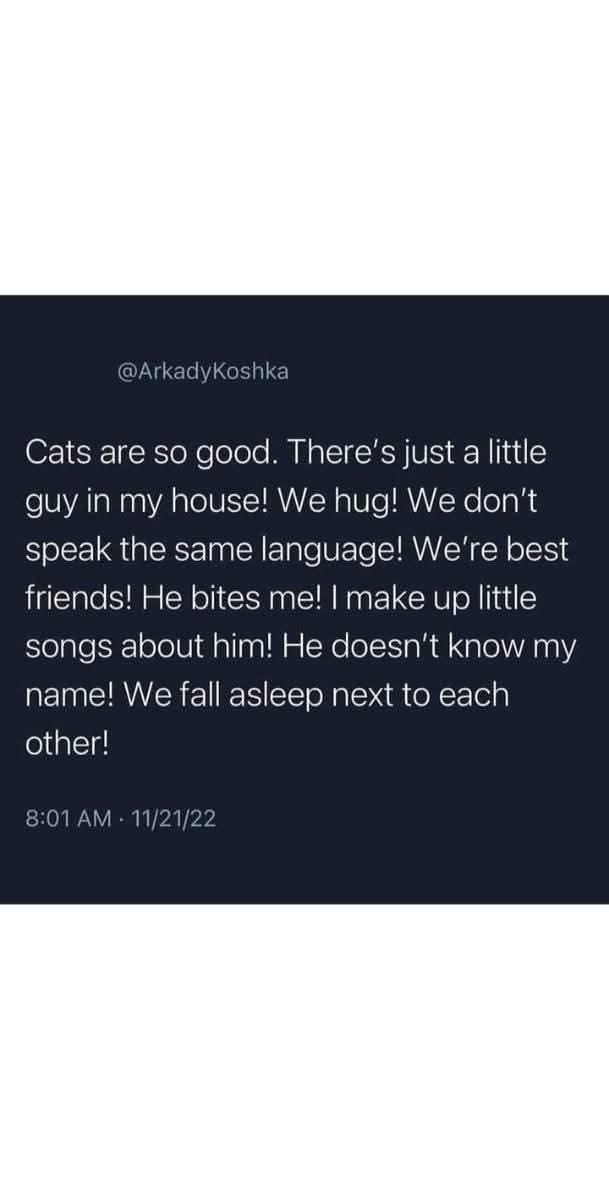 @ArkadyKoshka
Cats are so good. There’s just a little
guy in my house! We hug! We don’t
speak the same language! We’re best
friends! He bites me! I make up little
songs about him! He doesn’t know my
name! We fall asleep next to each
other!
8:01 AM · 11/21/22